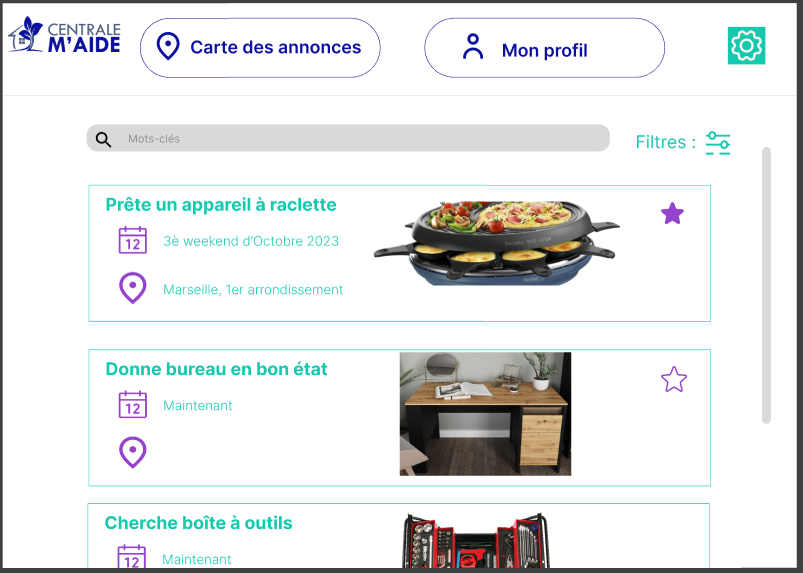 CENTRALE
M'AIDE
Carte des annonces
Mon profil
Mots-clés
Filtres :
Prête un appareil à raclette
12
3è weekend d'Octobre 2023
Marseille, 1er arrondissement
Donne bureau en bon état
12
Maintenant
Cherche boîte à outils
12
Maintenant